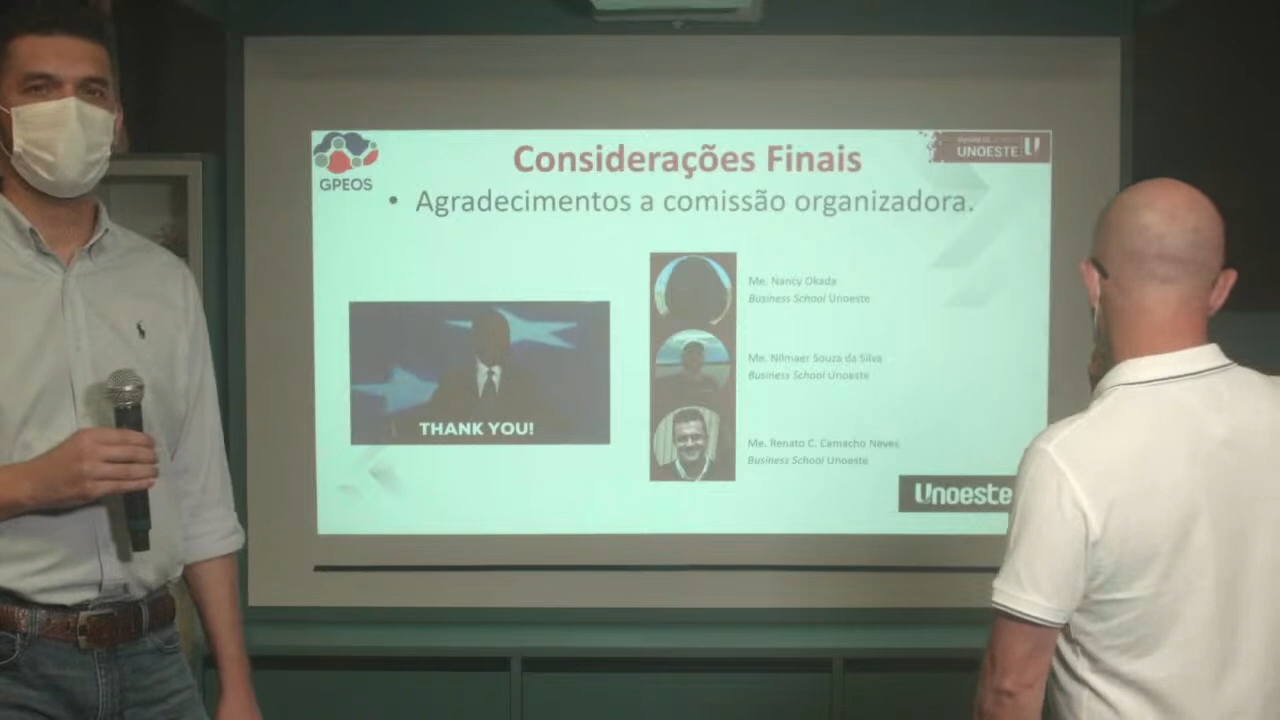 GPEOS
Considerações Finais
UNOESTE
• Agradecimentos a comissão organizadora.
Me. Nancy Okada
Business School Unoeste
Me. Nilmaer Souza da Silva
Business School Unoeste
THANK YOU!
Me. Renato C. Camacho Neves
Business School Unoeste
Unoeste